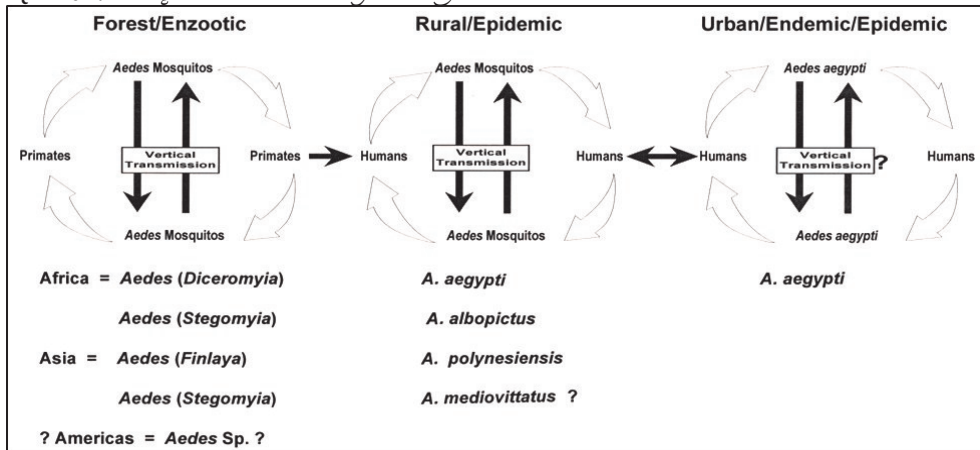 Forest/Enzootic
Rural/Epidemic
Urban/Endemic/Epidemic
Aedes Mosquitos
Aedes Mosquitos
Aedes aegypti
Primates
Vertical
Transmission
Primates
Humans
Vertical
Transmission
Humans
Humans
Vertical
Transmission ?
Humans
Aedes Mosquitos
Aedes Mosquitos
Aedes aegypti
Africa = Aedes (Diceromyia)
A. aegypti
A. aegypti
Aedes (Stegomyia)
A. albopictus
Asia = Aedes (Finlaya)
A. polynesiensis
Aedes (Stegomyia)
A. mediovittatus ?
? Americas = Aedes Sp. ?